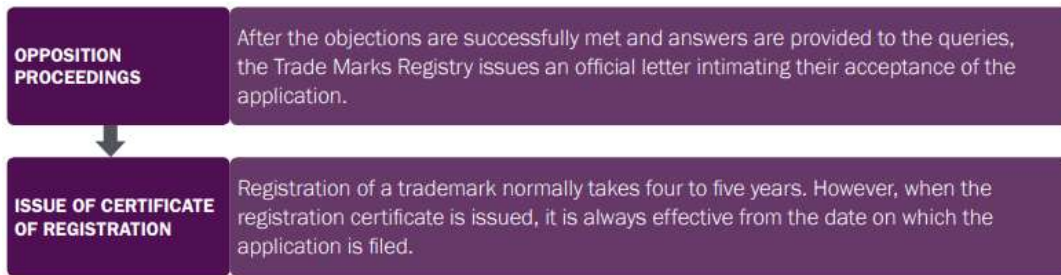 OPPOSITION
PROCEEDINGS
After the objections are successfully met and answers are provided to the queries,
the Trade Marks Registry issues an official letter intimating their acceptance of the
application.
ISSUE OF CERTIFICATE
OF REGISTRATION
Registration of a trademark normally takes four to five years. However, when the
registration certificate is issued, it is always effective from the date on which the
application is filed.